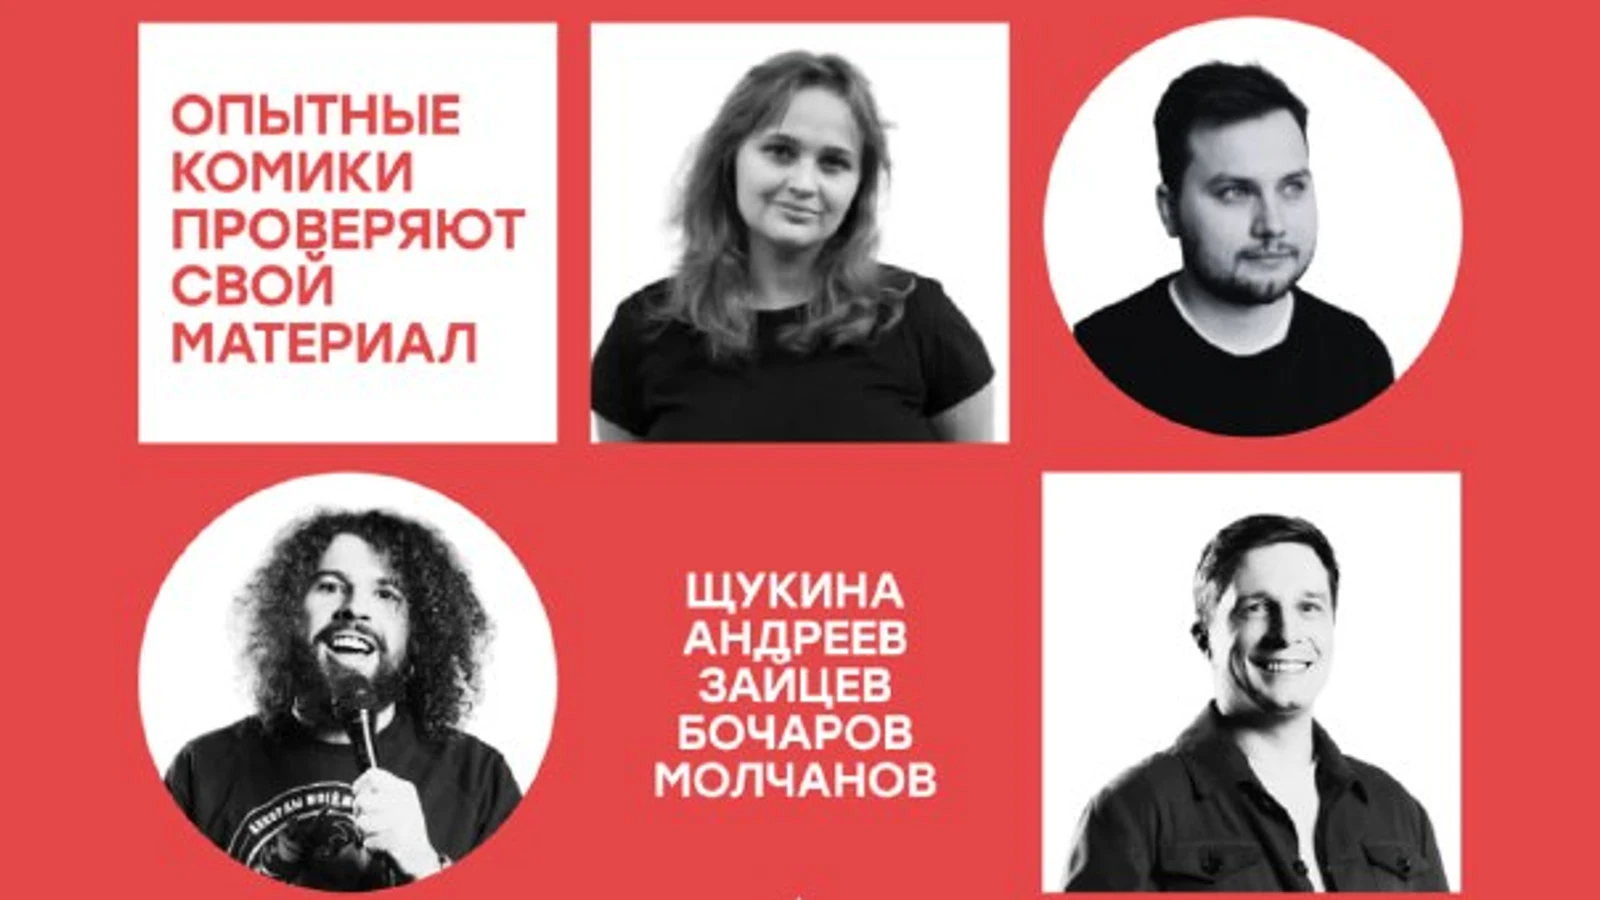 ОПЫТНЫЕ
КОМИКИ
ПРОВЕРЯЮТ
СВОЙ
МАТЕРИАЛ
ЩУКИНА
АНДРЕЕВ
ЗАЙЦЕВ
БОЧАРОВ
МОЛЧАНОВ